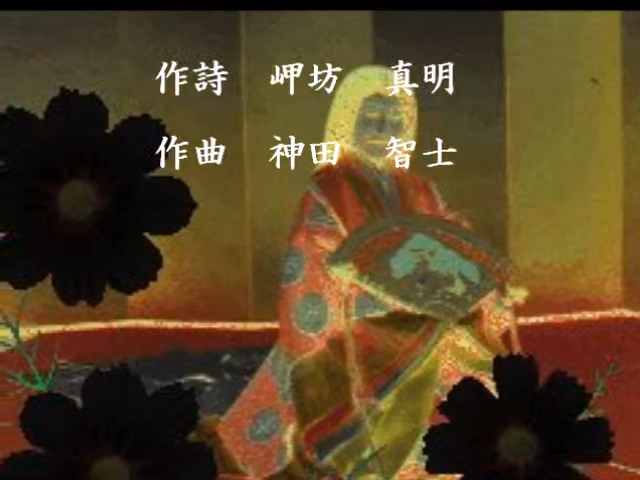 作詩　岬坊　真明
作曲　神田　智士